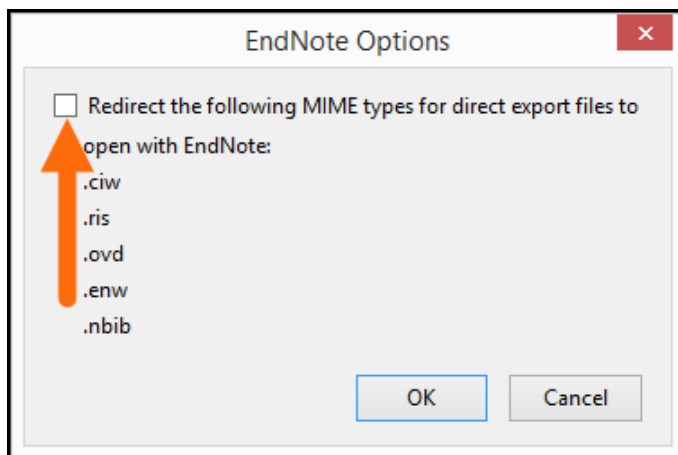 EndNote Options
Redirect the following MIME types for direct export files to
open with EndNote:
.ciw
.ris
.ovd
.enw
.nbib
OK Cancel